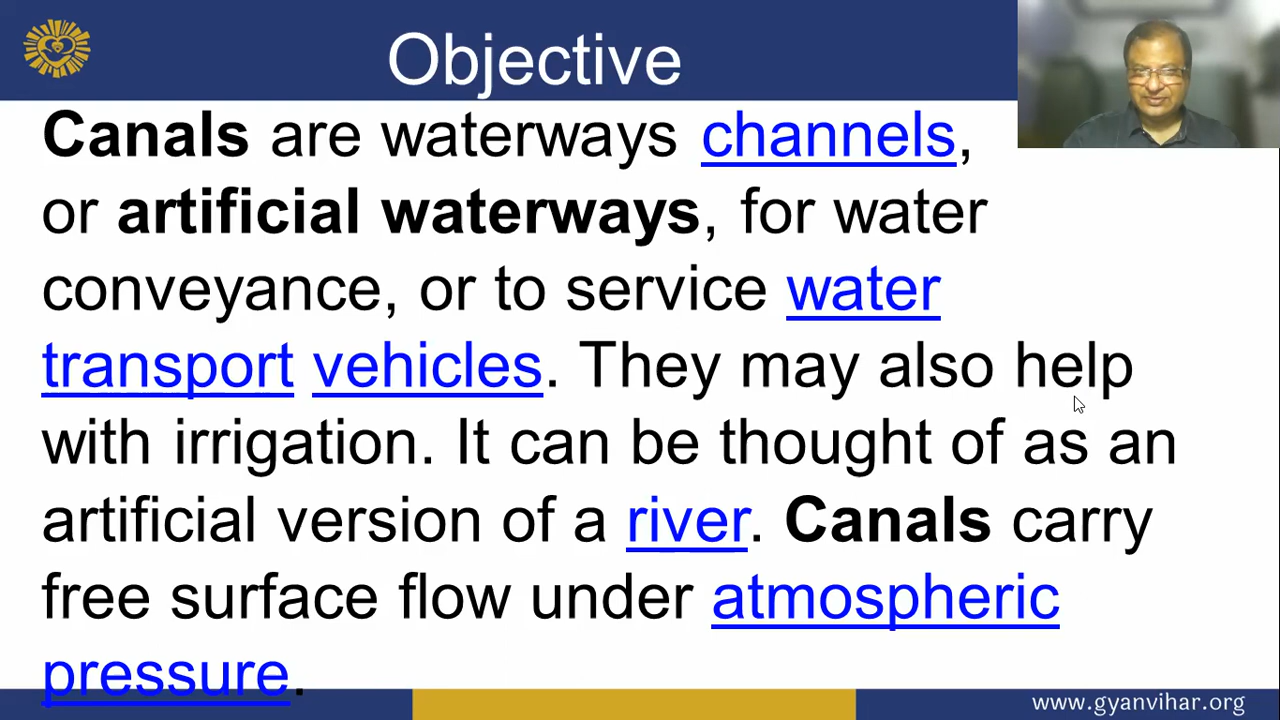 Objective
Canals are waterways channels,
or artificial waterways, for water
conveyance, or to service water
transport vehicles. They may also help
with irrigation. It can be thought of as an
artificial version of a river. Canals carry
free surface flow under atmospheric
pressure.
www.gyanvihar.org